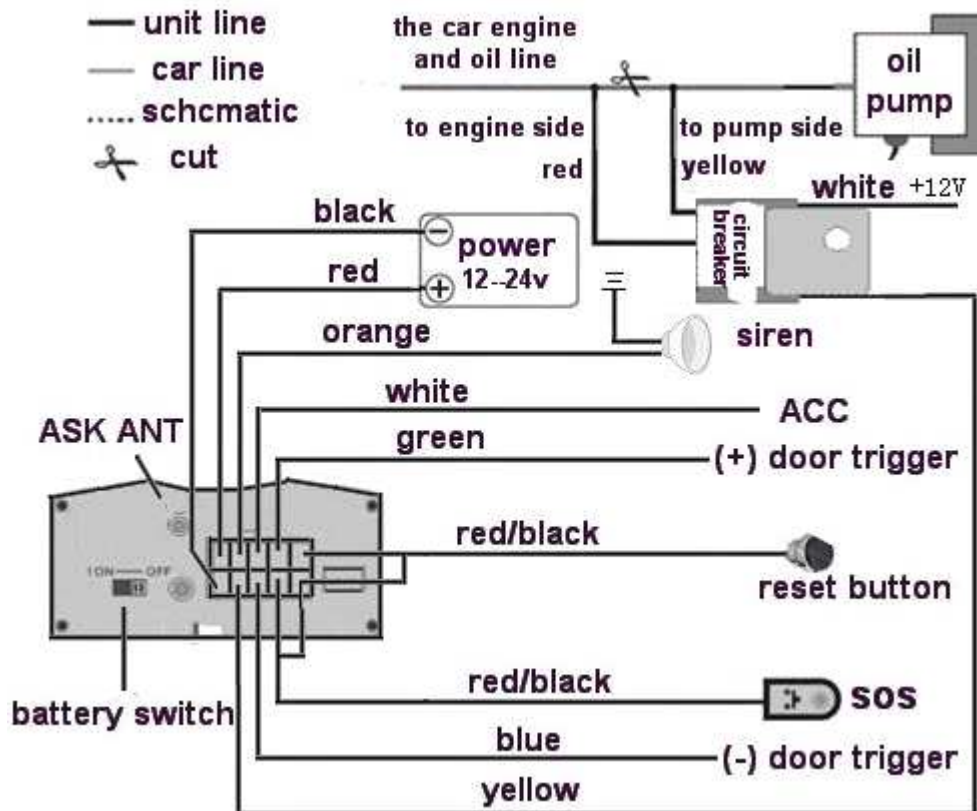 unit line
car line
schcmatic
cut
the car engine
and oil line
oil
pump
to engine side
red
to pump side
yellow
white +12V
circuit
breaker
black
power
12--24v
red
orange
siren
white
ACC
ASK ANT
green
(+) door trigger
red/black
reset button
ION OFF
battery switch
red/black
sos
blue
(-) door trigger
yellow